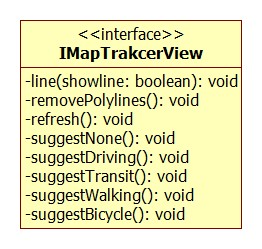 <<interface>>
IMapTrakcerView
-line(showline: boolean): void
-removePolylines(): void
-refresh(): void
-suggestNone(): void
-suggestDriving(): void
-suggestTransit(): void
-suggestWalking(): void
-suggestBicycle(): void